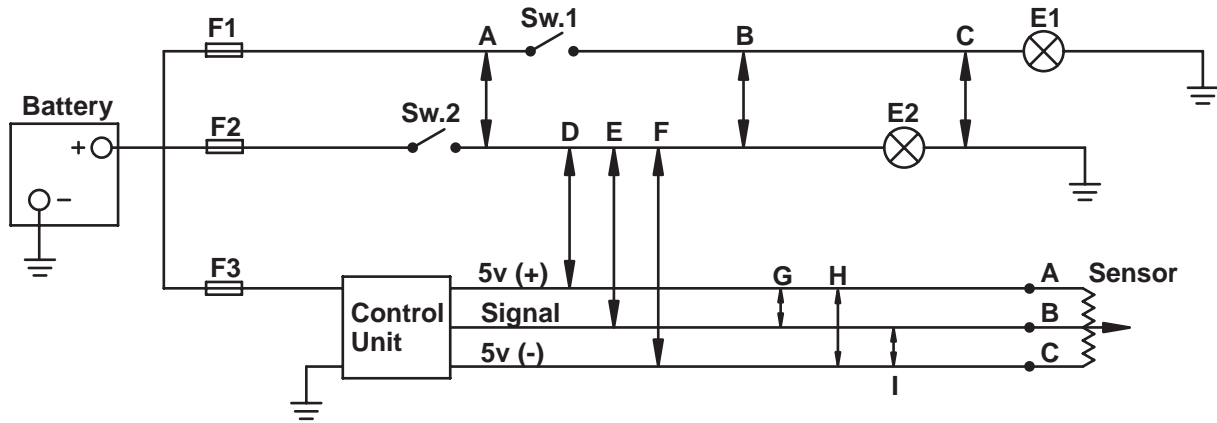 F1
A
Sw.1
B
C
E1
Battery
+
−
F2
Sw.2
D
E
F
E2
F3
Control
Unit
5v (+)
Signal
5v (-)
G
H
I
A
B
C
Sensor